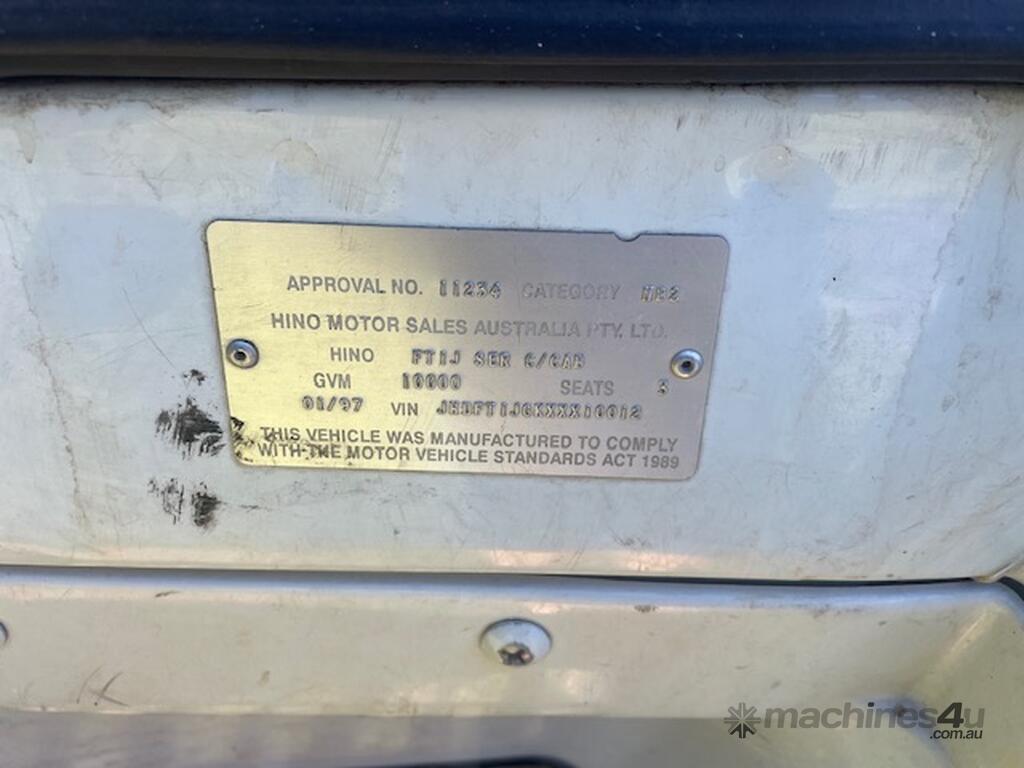 APPROVAL NO. 11234 CATEGORY NB2
HINO MOTOR SALES AUSTRALIA PTY. LTD.
HINO FT1J SER C/CAB
GVM 10000 SEATS 3
01/97 VIN JHDFT1JGKXXX10012
THIS VEHICLE WAS MANUFACTURED TO COMPLY
WITH THE MOTOR VEHICLE STANDARDS ACT 1989
machines4u
.com.au